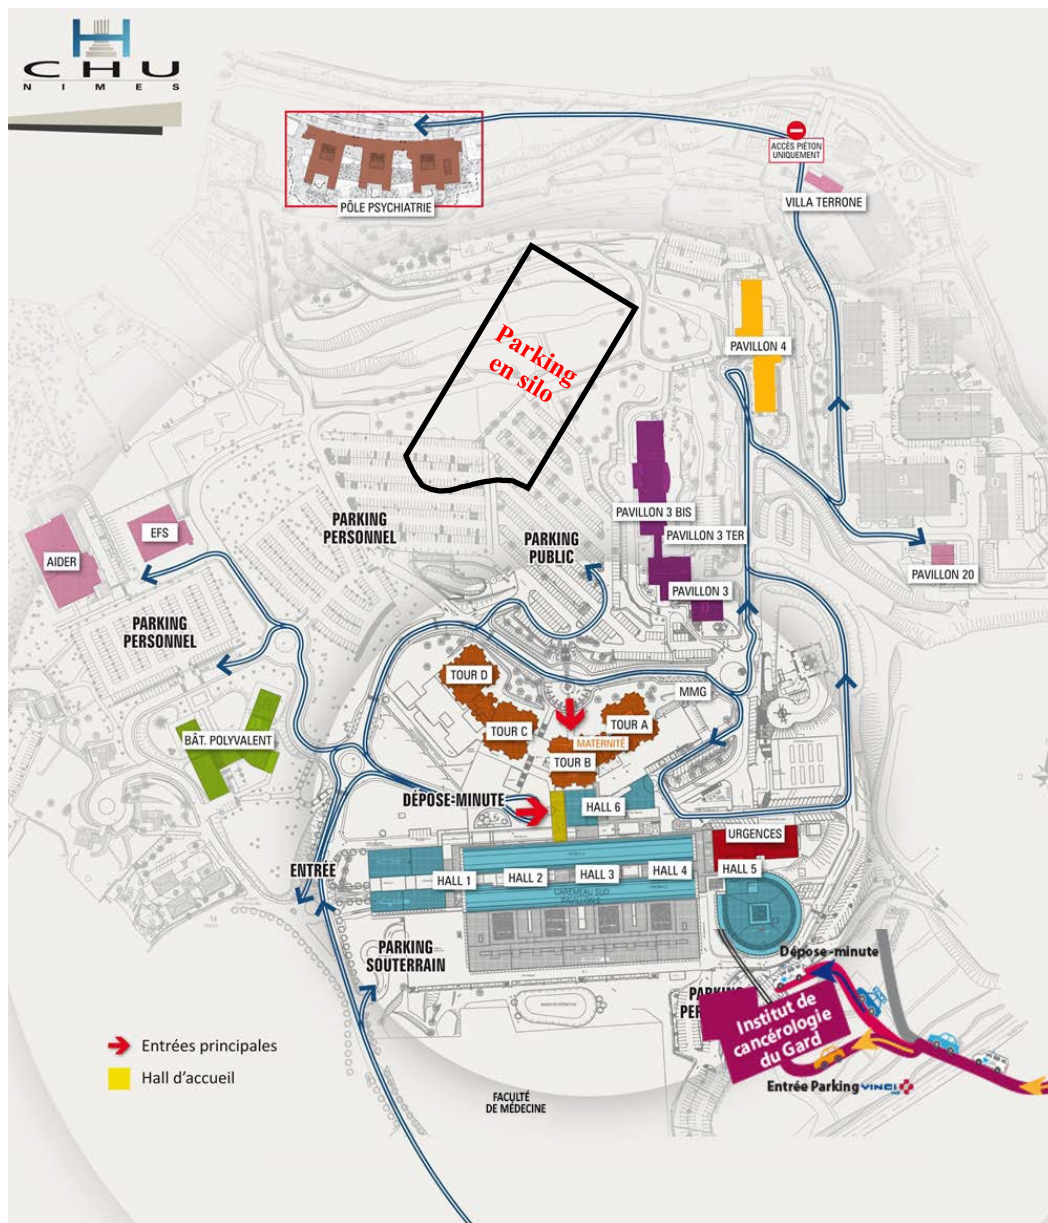 CHU
NIMES
ACCÈS PIÉTON
UNIQUEMENT
VILLA TERRONE
PÔLE PSYCHIATRIE
Parking
en silo
PAVILLON 4
PAVILLON 3 BIS
PAVILLON 3 TER
PAVILLON 3
PAVILLON 20
PARKING
PERSONNEL
PARKING
PUBLIC
EFS
AIDER
PARKING
PERSONNEL
BÂT. POLYVALENT
TOUR D
TOUR C
TOUR A
MATERNITÉ
TOUR B
MMG
DÉPOSE-MINUTE
HALL 6
URGENCES
ENTRÉE
HALL 1
HALL 2
HALL 3
HALL 4
HALL 5
CAREMEAU SUD
PARKING
SOUTERRAIN
Dépose-minute
Institut de
cancérologie
du Gard
Entrée Parking VINCI
Entrées principales
Hall d'accueil
FACULTÉ
DE MÉDECINE